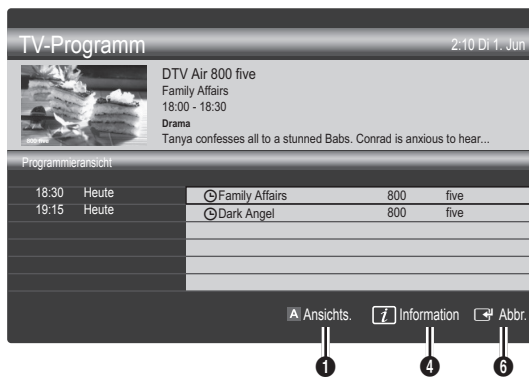 TV-Programm 2:10 Di 1. Jun
DTV Air 800 five
Family Affairs
18:00 - 18:30
Drama
Tanya confesses all to a stunned Babs. Conrad is anxious to hear...
800 five
Programmieransicht
18:30 Heute Family Affairs 800 five
19:15 Heute Dark Angel 800 five
A Ansichts. i Information Abbr.
1 4 6